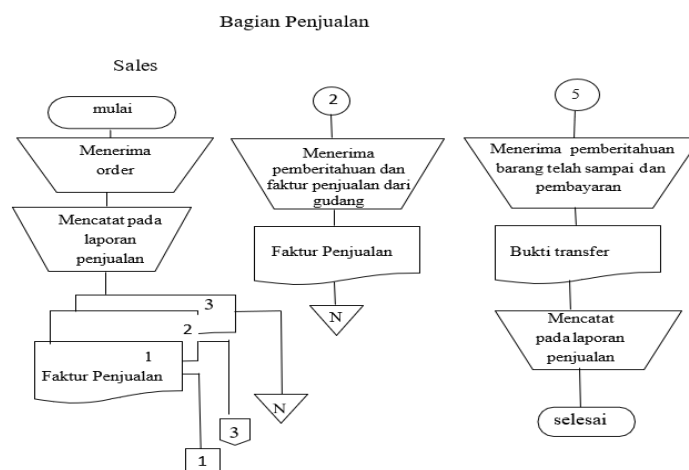 Bagian Penjualan
Sales
mulai
Menerima
order
Mencatat pada
laporan
penjualan
3
2
1
Faktur Penjualan
N
3
1
2
Menerima
pemberitahuan dan
faktur penjualan dari
gudang
Faktur Penjualan
N
5
Menerima pemberitahuan
barang telah sampai dan
pembayaran
Bukti transfer
Mencatat
pada laporan
penjualan
selesai